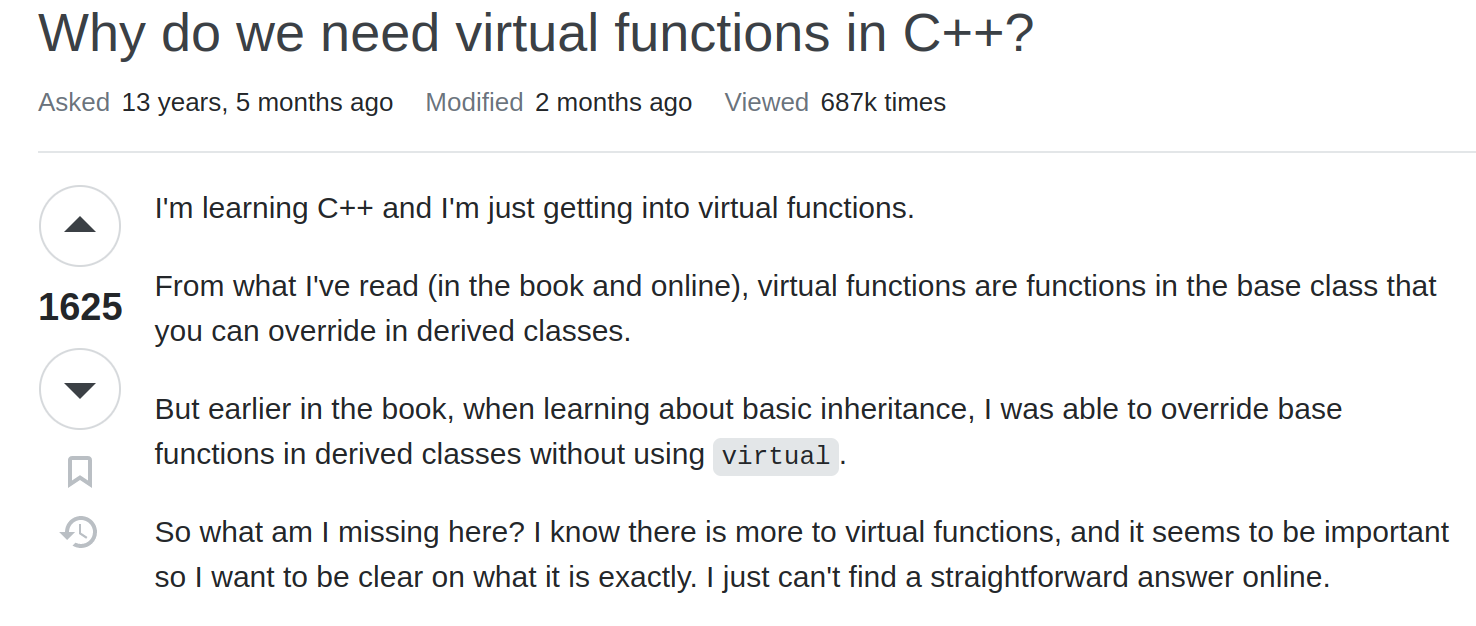 Why do we need virtual functions in C++?
Asked 13 years, 5 months ago Modified 2 months ago Viewed 687k times
I'm learning C++ and I'm just getting into virtual functions.
From what I've read (in the book and online), virtual functions are functions in the base class that
you can override in derived classes.
1625
But earlier in the book, when learning about basic inheritance, I was able to override base
functions in derived classes without using virtual.
So what am I missing here? I know there is more to virtual functions, and it seems to be important
so I want to be clear on what it is exactly. I just can't find a straightforward answer online.